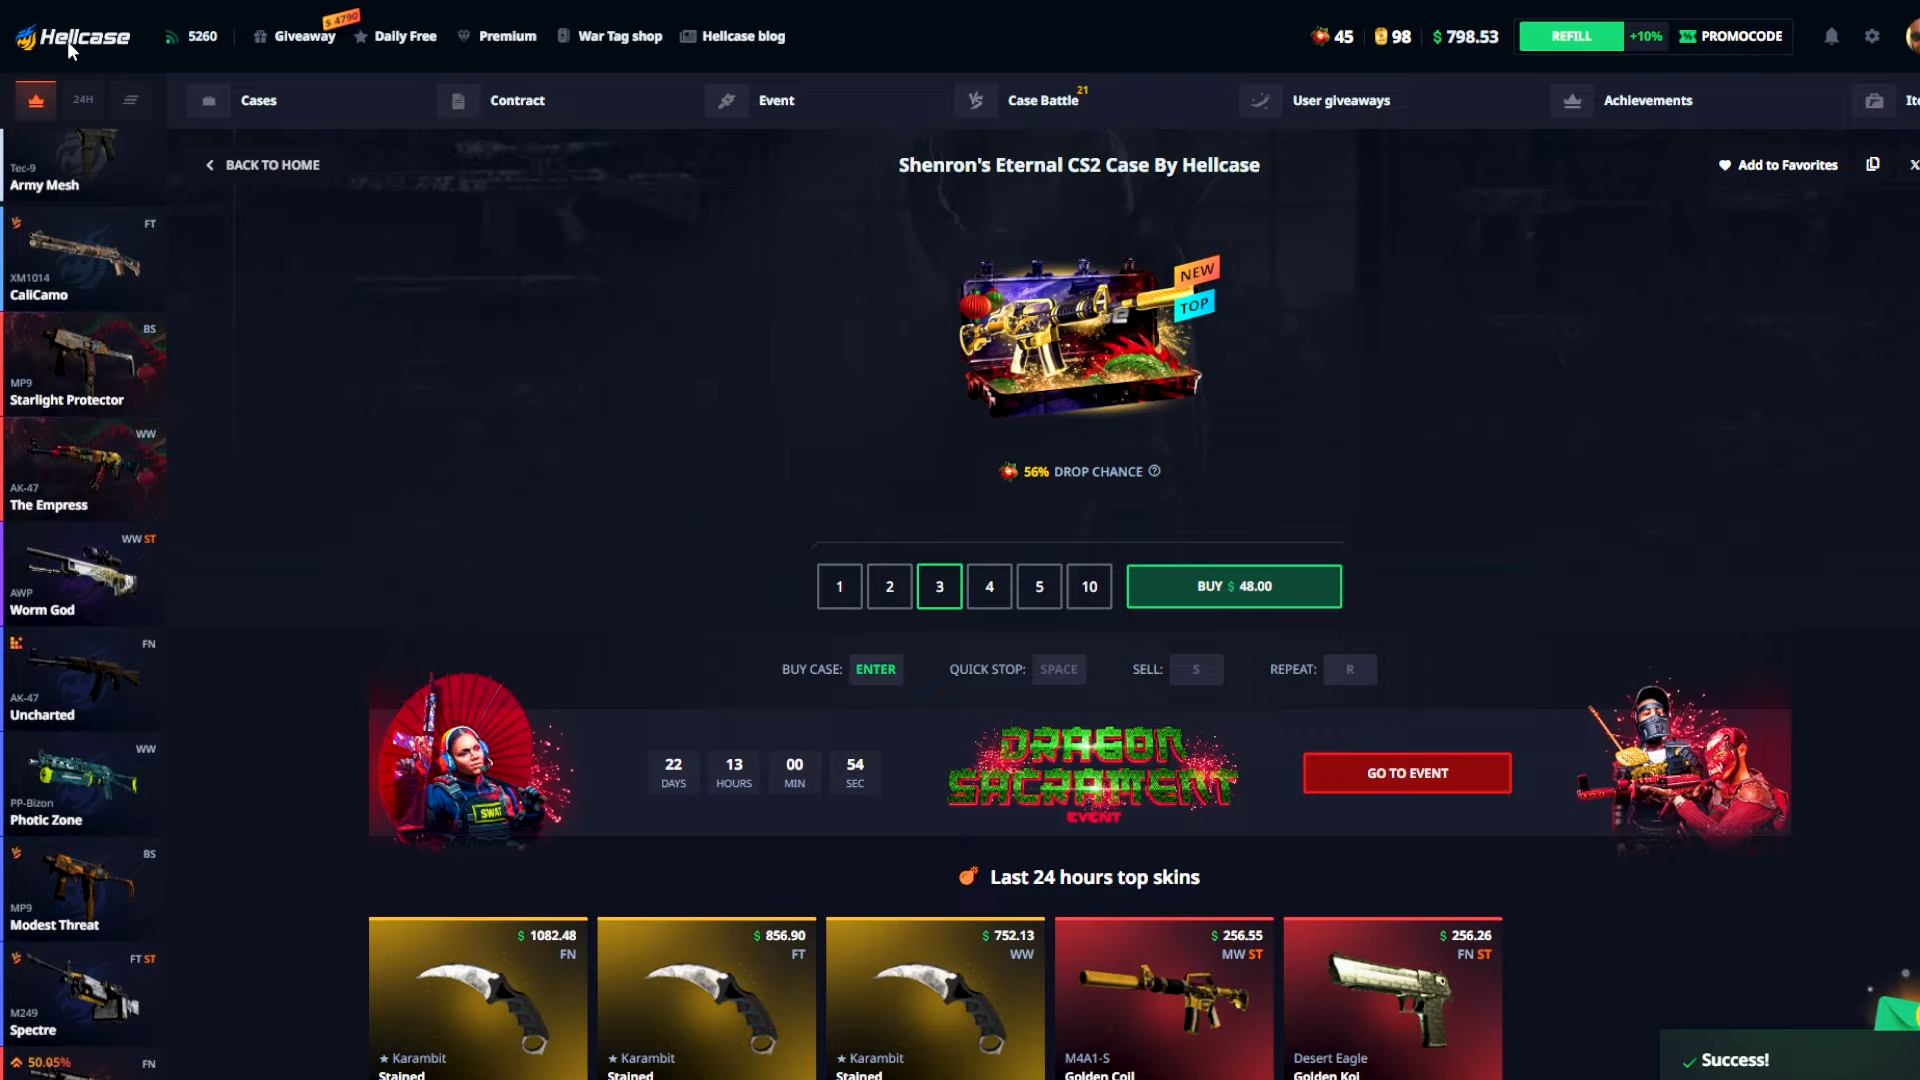 Hellcase
5260
Giveaway
$ 4790
Daily Free
Premium
War Tag shop
Hellcase blog
45
98
$ 798.53
REFILL
+10%
PROMOCODE
24H
Cases
Contract
Event
Case Battle
21
User giveaways
Achievements
BACK TO HOME
Shenron's Eternal CS2 Case By Hellcase
Add to Favorites
Tec-9
Army Mesh
FT
XM1014
CaliCamo
BS
MP9
Starlight Protector
WW
AK-47
The Empress
WW ST
AWP
Worm God
FN
AK-47
Uncharted
WW
PP-Bizon
Photic Zone
BS
MP9
Modest Threat
FT ST
M249
Spectre
50.05%
FN
NEW
TOP
56% DROP CHANCE
1
2
3
4
5
10
BUY $ 48.00
BUY CASE: ENTER
QUICK STOP: SPACE
SELL: S
REPEAT: R
SWAT
22
DAYS
13
HOURS
00
MIN
54
SEC
DRAGON
SACRAMENT
EVENT
GO TO EVENT
Last 24 hours top skins
$ 1082.48
FN
★ Karambit
Stained
$ 856.90
FT
★ Karambit
Stained
$ 752.13
WW
★ Karambit
Stained
$ 256.55
MW ST
M4A1-S
Golden Coil
$ 256.26
FN ST
Desert Eagle
Golden Koi
Success!